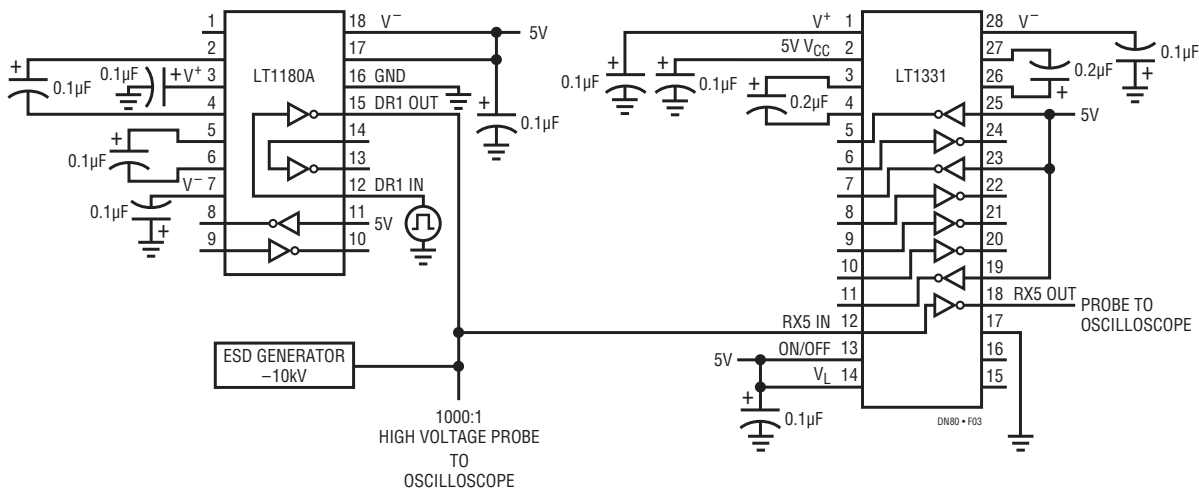 1
2
0.1µF
V+
3
4
5
6
V− 7
8
9
+
0.1µF
+
+
0.1µF
0.1µF
+
LT1180A
18 V−
17
16 GND
15 DR1 OUT
14
13
12 DR1 IN
11 5V
10
5V
+
0.1µF
ESD GENERATOR
–10kV
1000:1
HIGH VOLTAGE PROBE
TO
OSCILLOSCOPE
V+ 1
5V VCC 2
3
4
5
6
7
8
9
10
11
RX5 IN 12
ON/OFF 13
VL 14
+
0.1µF
+
0.1µF
+
0.2µF
5V
+
0.1µF
LT1331
28 V−
27
26
25
24
23
22
21
20
19
18 RX5 OUT
17
16
15
0.2µF
+
0.1µF
+
5V
PROBE TO
OSCILLOSCOPE
DN80 • F03